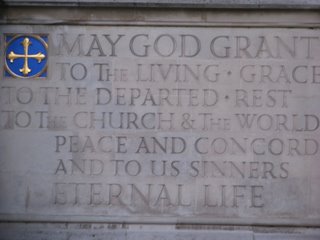 MAY GOD GRANT
TO THE LIVING · GRACE
TO THE DEPARTED · REST
TO THE CHURCH & THE WORLD
PEACE AND CONCORD
AND TO US SINNERS
ETERNAL LIFE